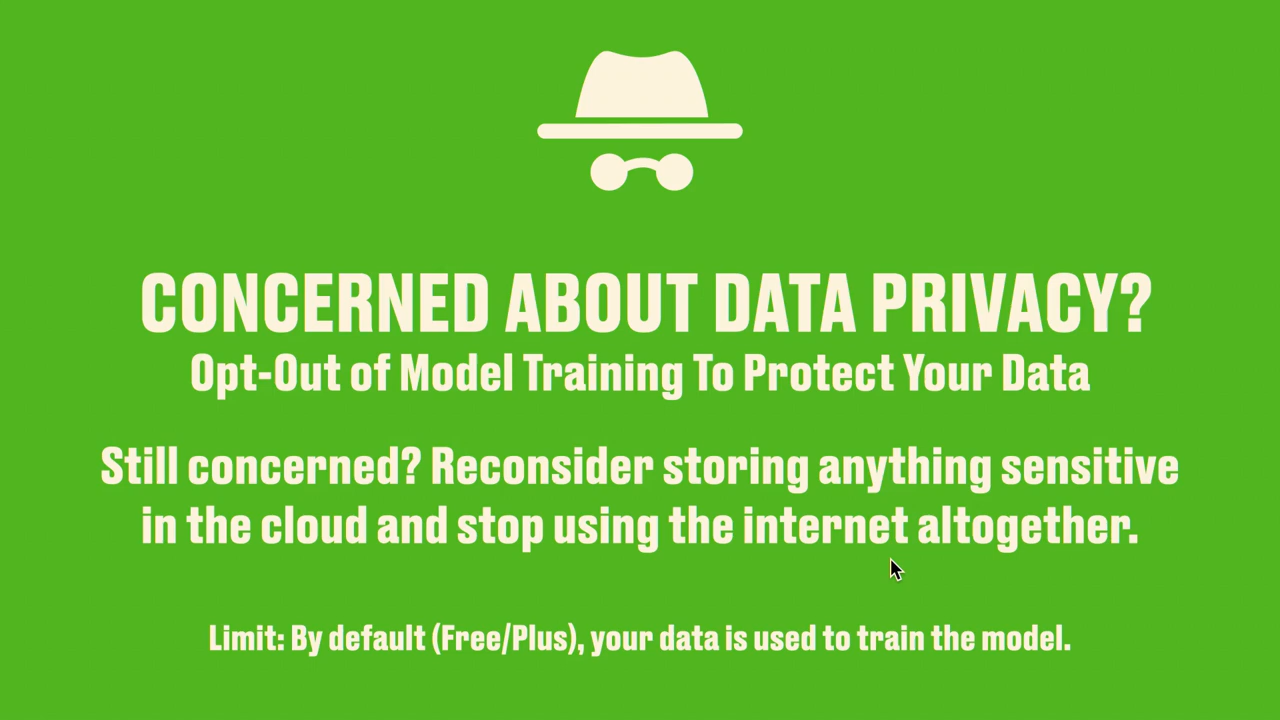 CONCERNED ABOUT DATA PRIVACY?
Opt-Out of Model Training To Protect Your Data
Still concerned? Reconsider storing anything sensitive
in the cloud and stop using the internet altogether.
Limit: By default (Free/Plus), your data is used to train the model.